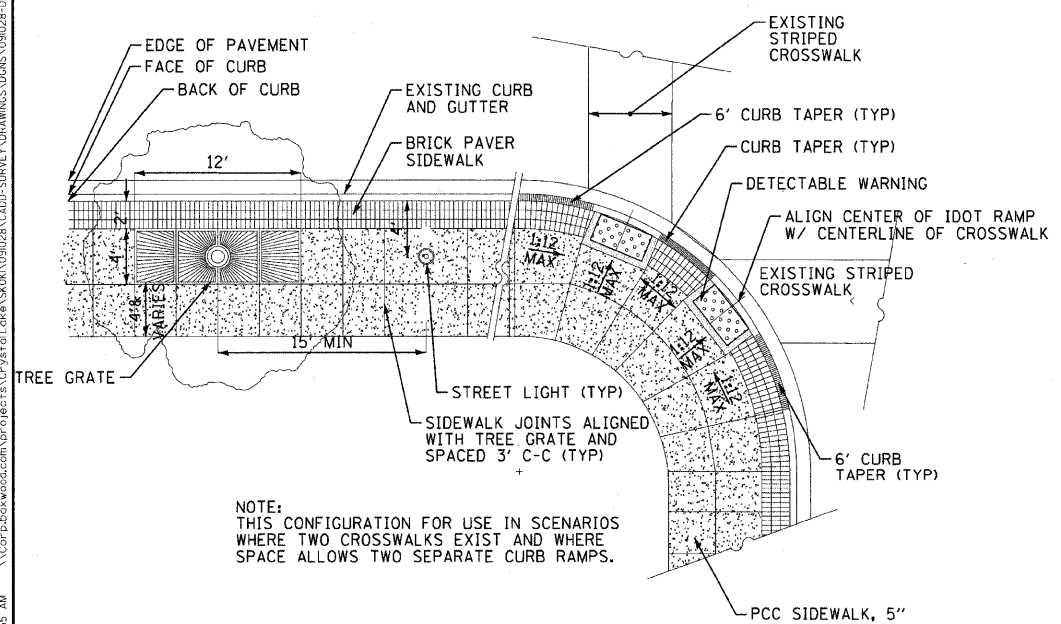 EDGE OF PAVEMENT
FACE OF CURB
BACK OF CURB
EXISTING CURB
AND GUTTER
BRICK PAVER
SIDEWALK
EXISTING
STRIPED
CROSSWALK
6' CURB TAPER (TYP)
CURB TAPER (TYP)
DETECTABLE WARNING
ALIGN CENTER OF IDOT RAMP
W/ CENTERLINE OF CROSSWALK
EXISTING STRIPED
CROSSWALK
12'
2'
4'
4'
4'&
VARIES
15' MIN
1:12
MAX
1:12
MAX
1:12
MAX
1:12
MAX
1:12
MAX
TREE GRATE
STREET LIGHT (TYP)
SIDEWALK JOINTS ALIGNED
WITH TREE GRATE AND
SPACED 3' C-C (TYP)
6' CURB
TAPER (TYP)
NOTE:
THIS CONFIGURATION FOR USE IN SCENARIOS
WHERE TWO CROSSWALKS EXIST AND WHERE
SPACE ALLOWS TWO SEPARATE CURB RAMPS.
PCC SIDEWALK, 5"